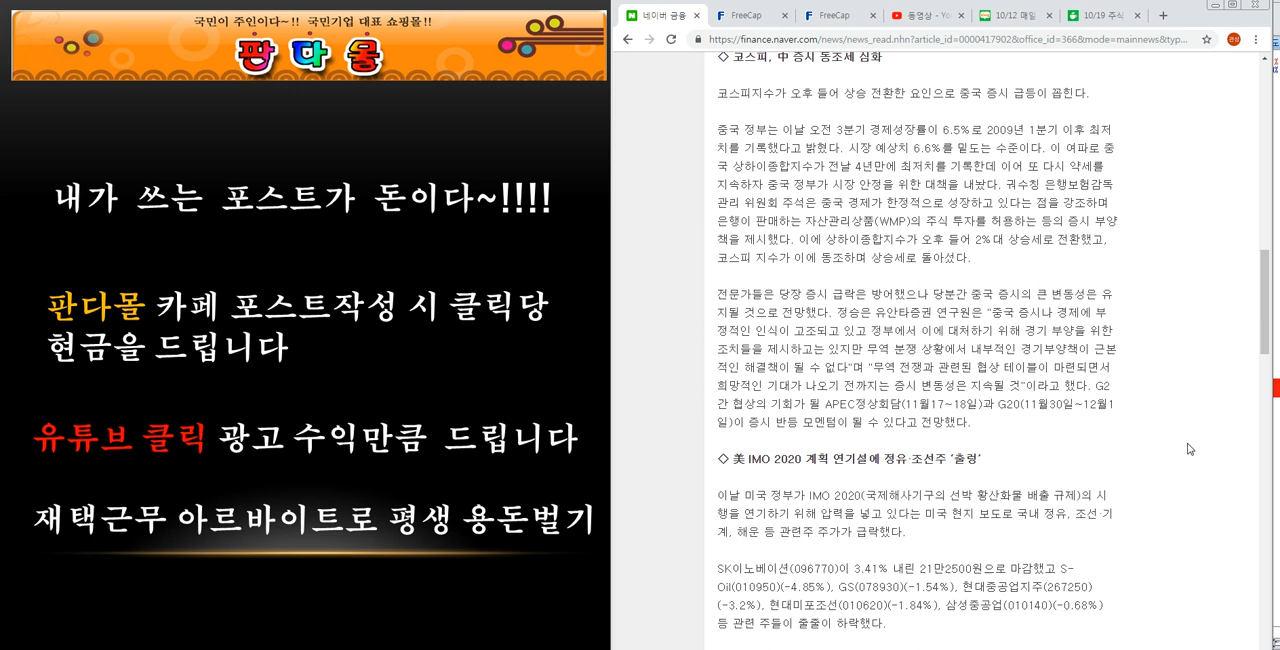 국민이 주인이다~!! 국민기업 대표 쇼핑몰!!
판다몰
내가 쓰는 포스트가 돈이다~!!!!
판다몰 카페 포스트작성 시 클릭당
현금을 드립니다
유튜브 클릭 광고 수익만큼 드립니다
재택근무 아르바이트로 평생 용돈벌기
네이버 금융
FreeCap
FreeCap
동영상 - Yo
10/12 매일
10/19 주식
https://finance.naver.com/news/news_read.nhn?article_id=0000417902&office_id=366&mode=mainnews&typ...
◇ 코스피, 中 증시 동조세 심화
코스피지수가 오후 들어 상승 전환한 요인으로 중국 증시 급등이 꼽힌다.
중국 정부는 이날 오전 3분기 경제성장률이 6.5%로 2009년 1분기 이후 최저
치를 기록했다고 밝혔다. 시장 예상치 6.6%를 밑도는 수준이다. 이 여파로 중
국 상하이종합지수가 전날 4년만에 최저치를 기록한데 이어 또 다시 약세를
지속하자 중국 정부가 시장 안정을 위한 대책을 내놨다. 궈수칭 은행보험감독
관리 위원회 주석은 중국 경제가 한정적으로 성장하고 있다는 점을 강조하며
은행이 판매하는 자산관리상품(WMP)의 주식 투자를 허용하는 등의 증시 부양
책을 제시했다. 이에 상하이종합지수가 오후 들어 2%대 상승세로 전환했고,
코스피 지수가 이에 동조하며 상승세로 돌아섰다.
전문가들은 당장 증시 급락은 방어했으나 당분간 중국 증시의 큰 변동성은 유
지될 것으로 전망했다. 정승은 유안타증권 연구원은 "중국 증시나 경제에 부
정적인 인식이 고조되고 있고 정부에서 이에 대처하기 위해 경기 부양을 위한
조치들을 제시하고는 있지만 무역 분쟁 상황에서 내부적인 경기부양책이 근본
적인 해결책이 될 수 없다"며 "무역 전쟁과 관련된 협상 테이블이 마련되면서
희망적인 기대가 나오기 전까지는 증시 변동성은 지속될 것"이라고 했다. G2
간 협상의 기회가 될 APEC정상회담(11월17~18일)과 G20(11월30일~12월1
일)이 증시 반등 모멘텀이 될 수 있다고 전망했다.
◇ 美 IMO 2020 계획 연기설에 정유·조선주 '출렁'
이날 미국 정부가 IMO 2020(국제해사기구의 선박 황산화물 배출 규제)의 시
행을 연기하기 위해 압력을 넣고 있다는 미국 현지 보도로 국내 정유, 조선·기
계, 해운 등 관련주 주가가 급락했다.
SK이노베이션(096770)이 3.41% 내린 21만2500원으로 마감했고 S-
Oil(010950)(-4.85%), GS(078930)(-1.54%), 현대중공업지주(267250)
(-3.2%), 현대미포조선(010620)(-1.84%), 삼성중공업(010140)(-0.68%)
등 관련 주들이 줄줄이 하락했다.